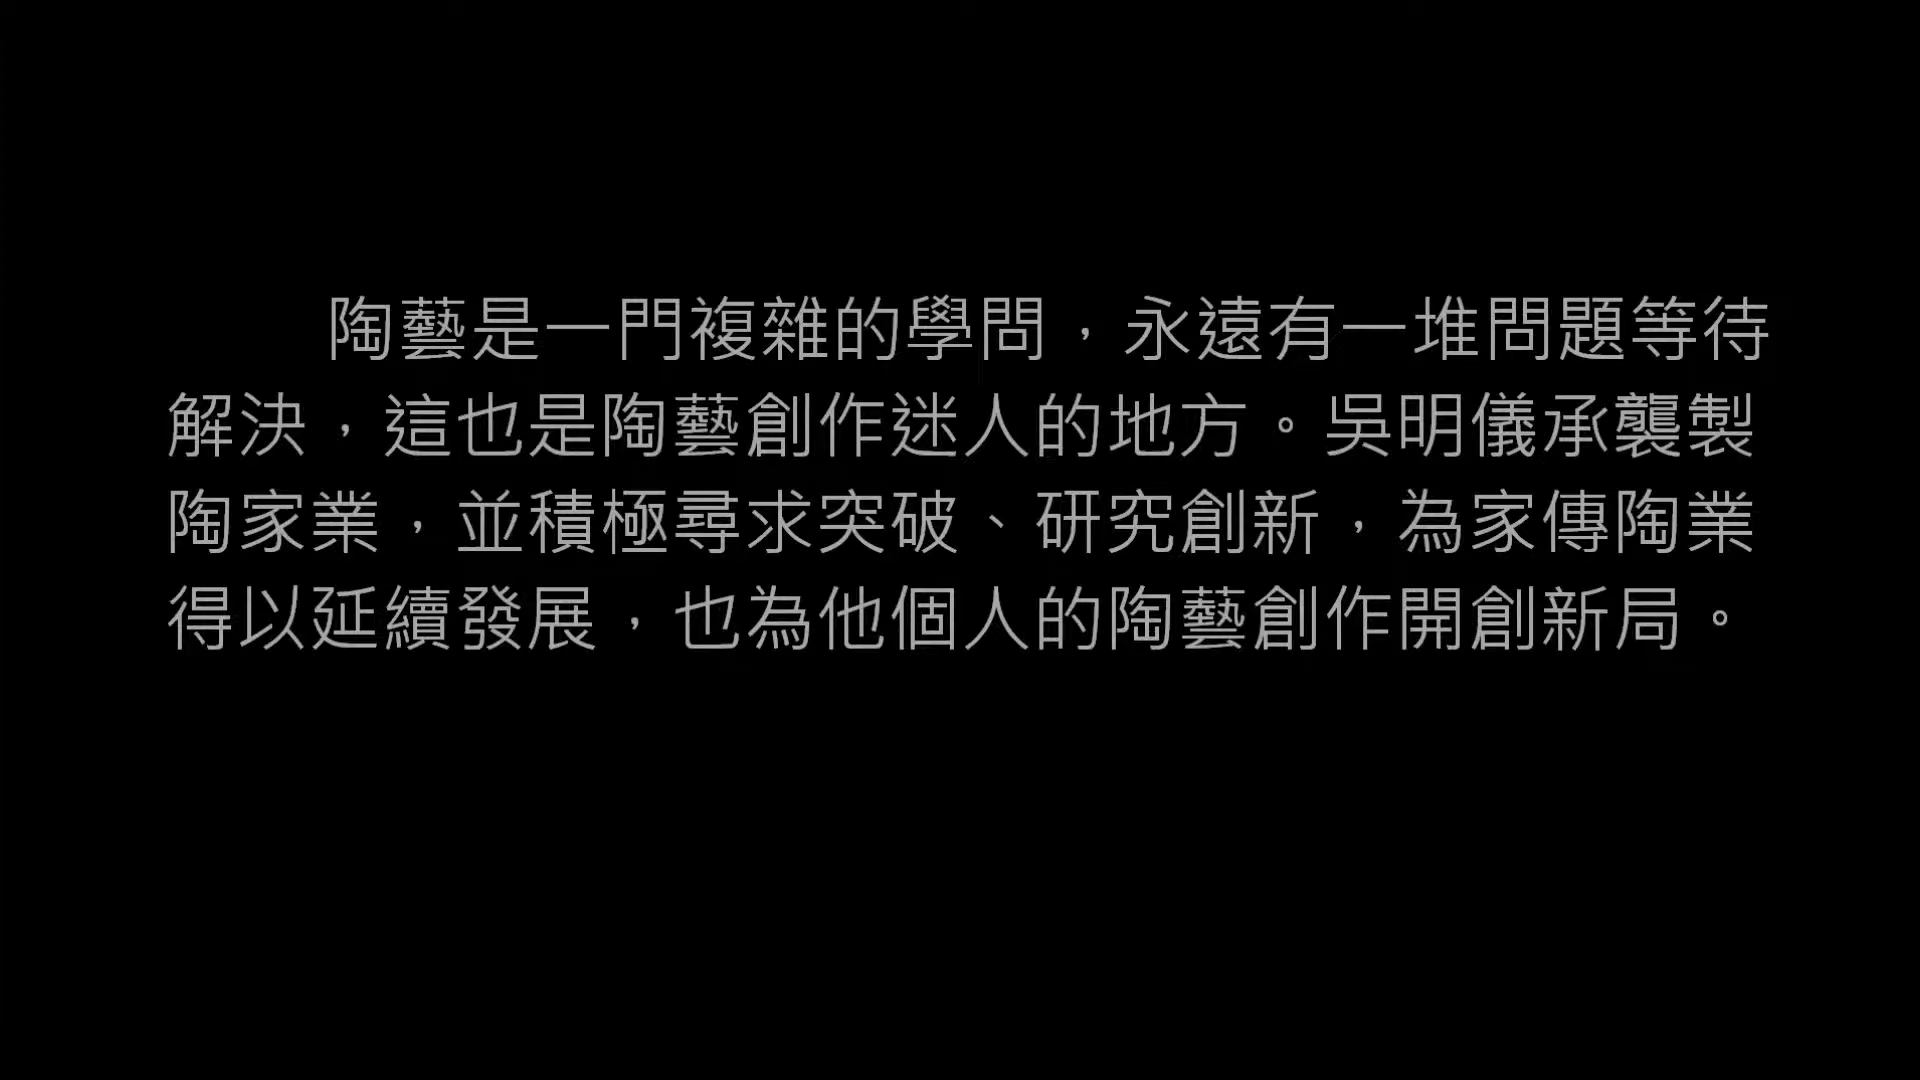 陶藝是一門複雜的學問，永遠有一堆問題等待
解決，這也是陶藝創作迷人的地方。吳明儀承襲製
陶家業，並積極尋求突破、研究創新，為家傳陶業
得以延續發展，也為他個人的陶藝創作開創新局。